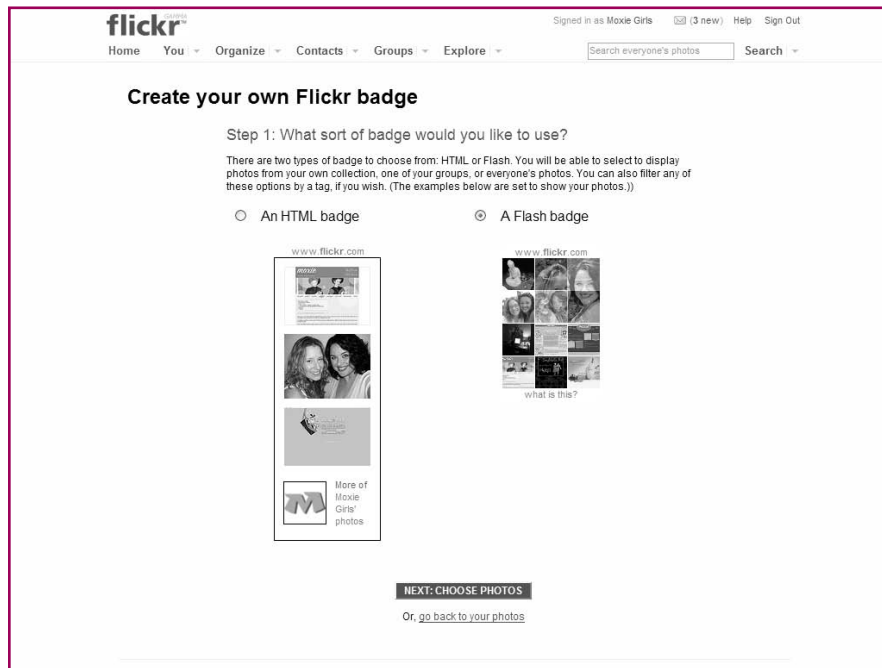 flickr™
GAMMA
Signed in as Moxie Girls (3 new) Help Sign Out
Home You Organize Contacts Groups Explore
Search everyone's photos Search
Create your own Flickr badge
Step 1: What sort of badge would you like to use?
There are two types of badge to choose from: HTML or Flash. You will be able to select to display
photos from your own collection, one of your groups, or everyone's photos. You can also filter any of
these options by a tag, if you wish. (The examples below are set to show your photos.))
An HTML badge
A Flash badge
www.flickr.com
moxie
M
More of
Moxie
Girls'
photos
www.flickr.com
what is this?
NEXT: CHOOSE PHOTOS
Or, go back to your photos